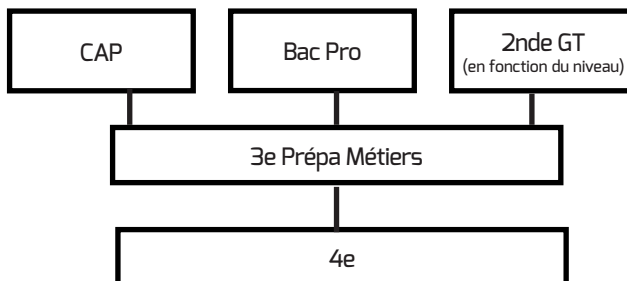 CAP
Bac Pro
2nde GT
(en fonction du niveau)
3e Prépa Métiers
4e